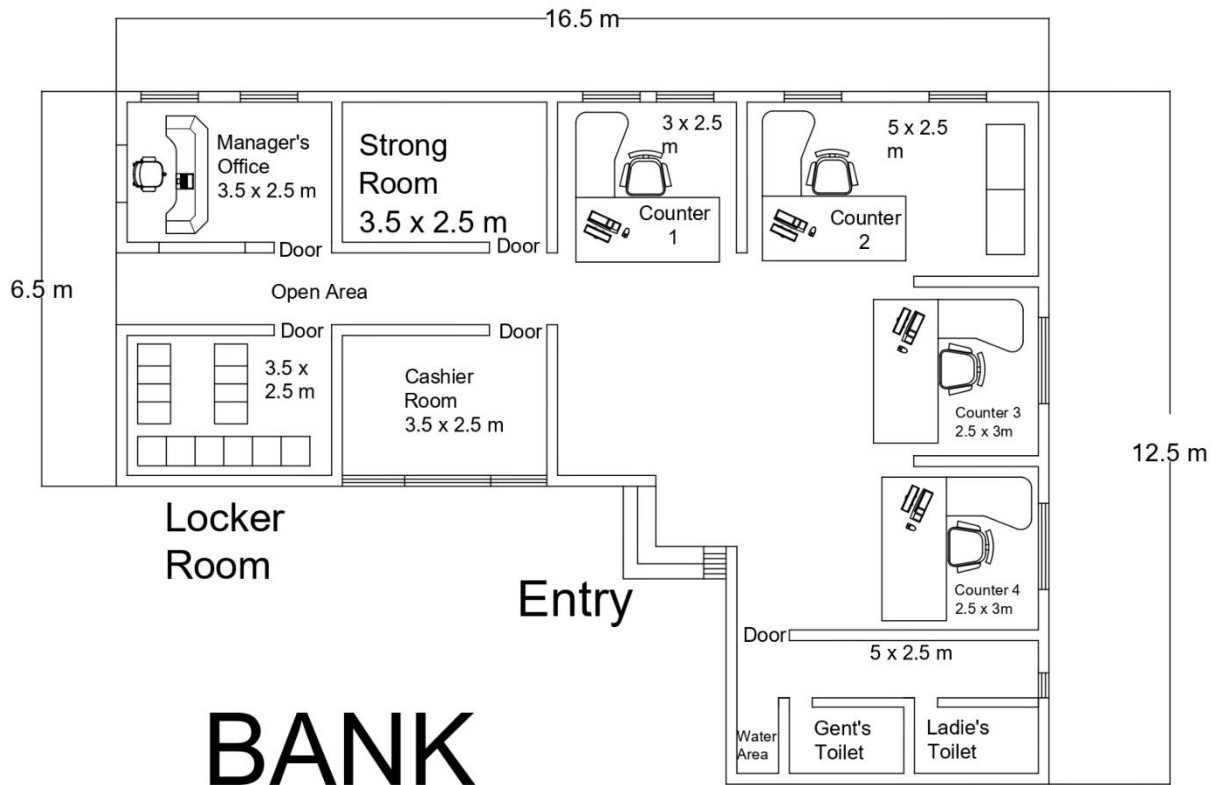 16.5 m
Manager's
Office
3.5 x 2.5 m
Strong
Room
3.5 x 2.5 m
3 x 2.5
m
5 x 2.5
m
Counter
1
Counter
2
Door
Door
6.5 m
Open Area
Door
Door
3.5 x
2.5 m
Cashier
Room
3.5 x 2.5 m
Counter 3
2.5 x 3m
12.5 m
Locker
Room
Entry
Counter 4
2.5 x 3m
Door
5 x 2.5 m
Water
Area
Gent's
Toilet
Ladie's
Toilet
BANK